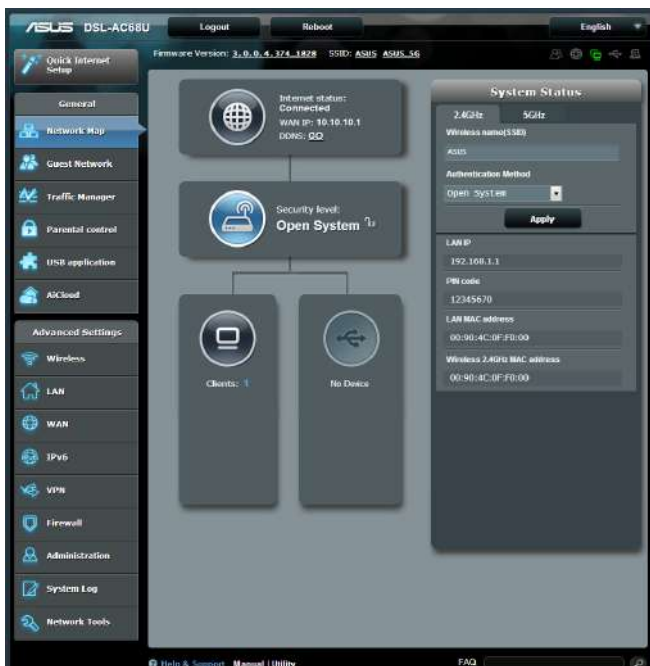 ASUS DSL-AC68U
Logout
Reboot
English
Quick Internet
Setup
Firmware Version: 3.0.0.4.374_1828 SSID: ASUS ASUS_5G
General
Network Map
Guest Network
Traffic Manager
Parental control
USB application
AiCloud
Advanced Settings
Wireless
LAN
WAN
IPv6
VPN
Firewall
Administration
System Log
Network Tools
Internet status:
Connected
WAN IP: 10.10.10.1
DDNS: GO
Security level:
Open System
Clients: 1
No Device
System Status
2.4GHz 5GHz
Wireless name(SSID)
ASUS
Authentication Method
Open System
Apply
LAN IP
192.168.1.1
PIN code
12345670
LAN MAC address
00:90:4C:0F:F0:00
Wireless 2.4GHz MAC address
00:90:4C:0F:F0:00
Help & Support Manual | Utility
FAQ